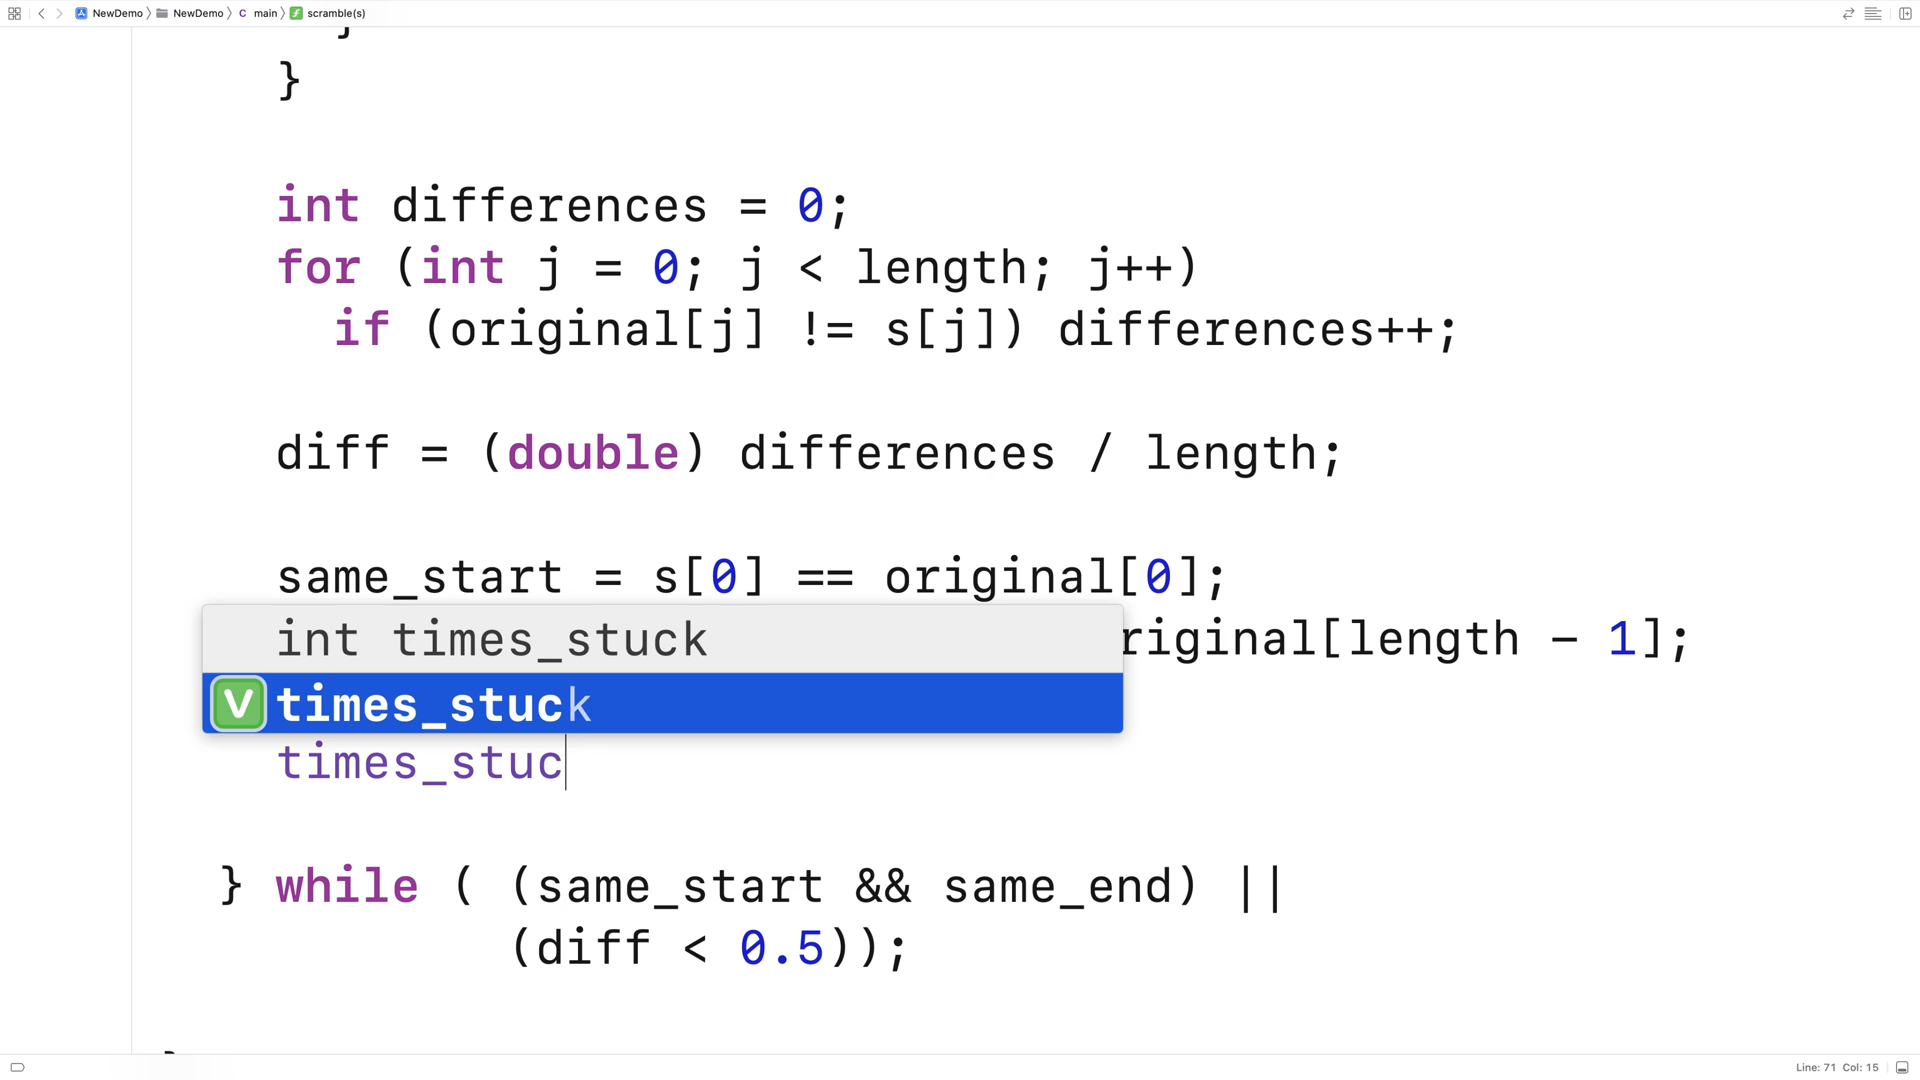 NewDemo NewDemo C main f scramble(s)
}
}
int differences = 0;
for (int j = 0; j < length; j++)
if (original[j] != s[j]) differences++;
diff = (double) differences / length;
same_start = s[0] == original[0];
int times_stuck
riginal[length - 1];
V times_stuck
times_stuc
} while ( (same_start && same_end) ||
(diff < 0.5));
Line: 71 Col: 15